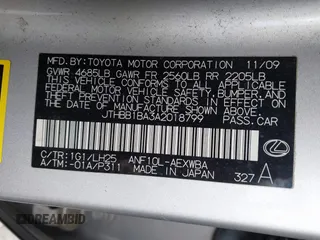 MFD.BY:TOYOTA MOTOR CORPORATION 11/09
GVWR 4685LB GAWR FR 2560LB RR 2205LB
THIS VEHICLE CONFORMS TO ALL APPLICABLE
FEDERAL MOTOR VEHICLE SAFETY,
BUMPER, AND THEFT PREVENTION STANDARDS IN
EFFECT ON THE DATE OF MANUFACTURE SHOWN ABOVE.
JTHBB1BA3A2018799 PASS.CAR
C/TR:1G1/LH25 ANF10L-AEXWBA
A/TM:-01A/P311 MADE IN JAPAN
327 A
IAAI/AMBID